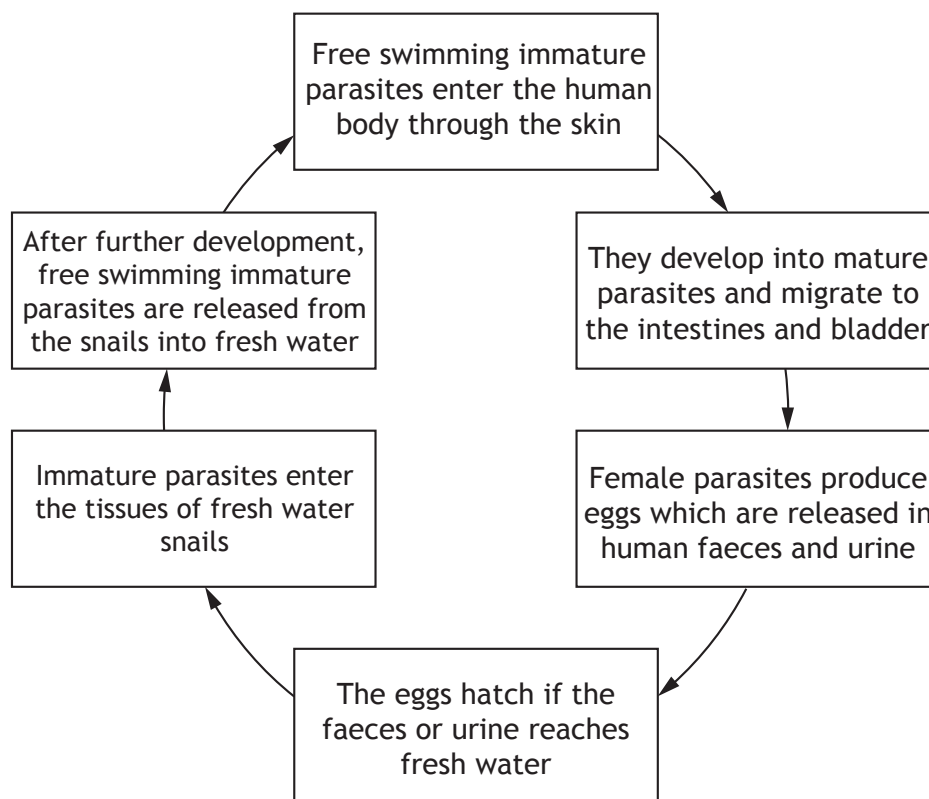 Free swimming immature
parasites enter the human
body through the skin
They develop into mature
parasites and migrate to
the intestines and bladder
Female parasites produce
eggs which are released in
human faeces and urine
The eggs hatch if the
faeces or urine reaches
fresh water
Immature parasites enter
the tissues of fresh water
snails
After further development,
free swimming immature
parasites are released from
the snails into fresh water